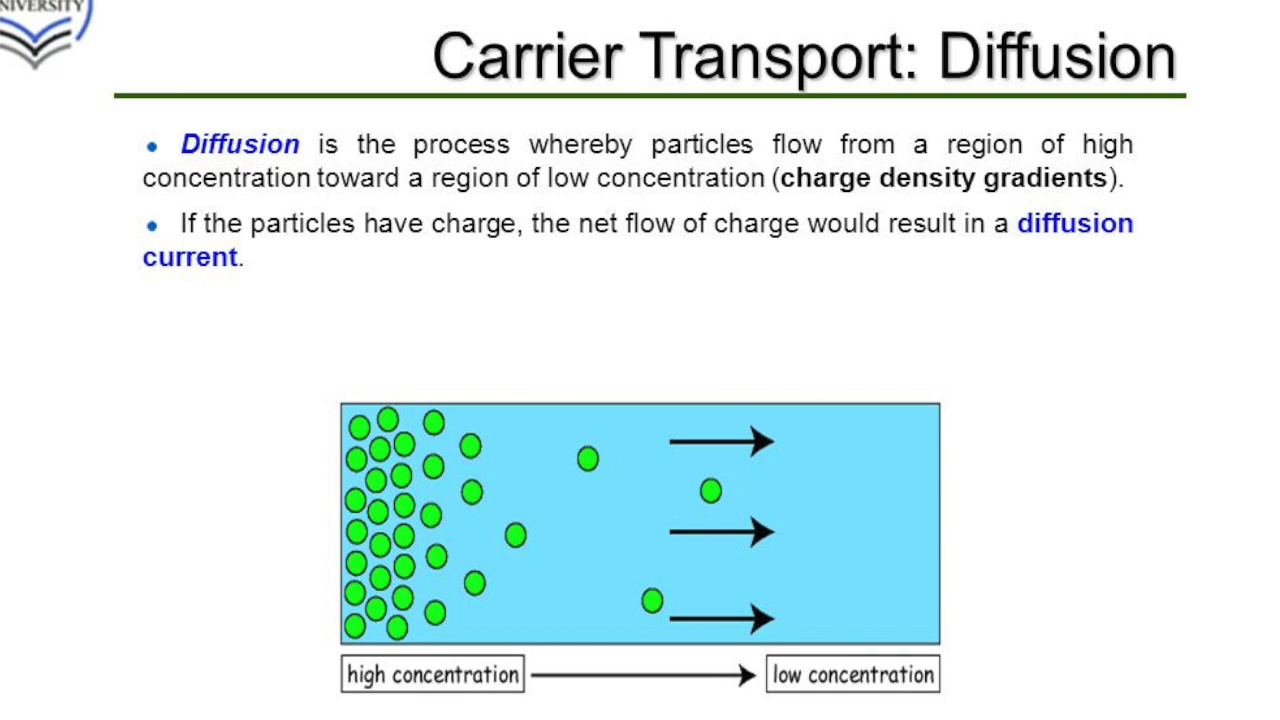 NIVERSITY
Carrier Transport: Diffusion
• Diffusion is the process whereby particles flow from a region of high
concentration toward a region of low concentration (charge density gradients).
• If the particles have charge, the net flow of charge would result in a diffusion
current.
high concentration
low concentration